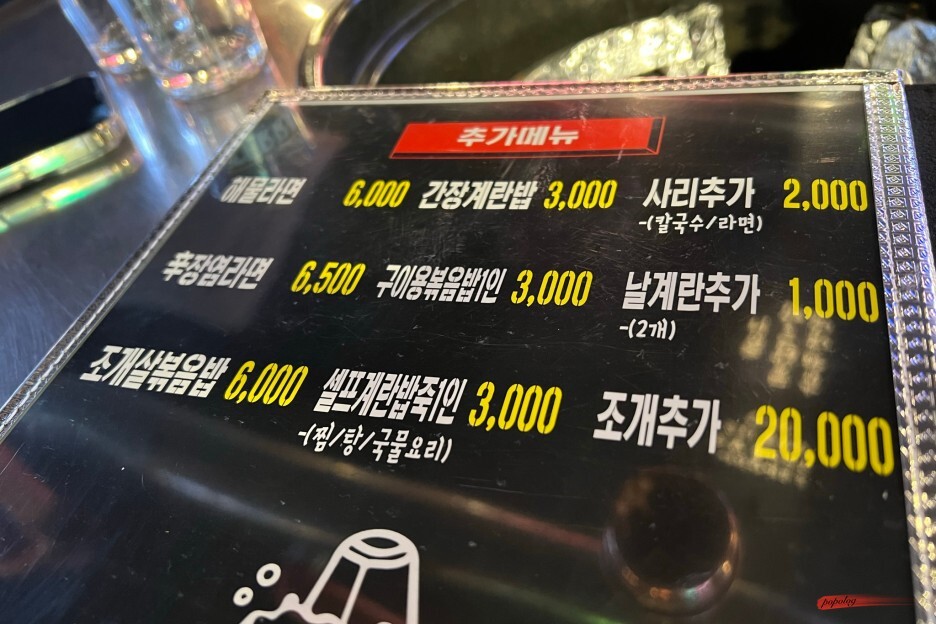 추가메뉴
해물라면 6,000 간장계란밥 3,000 사리추가 2,000
-(칼국수/라면)
辛장염라면 6,500 구이용볶음밥1인 3,000 날계란추가 1,000
-(2개)
조개살볶음밥 6,000 셀프계란밥죽1인 3,000 조개추가 20,000
-(찜/탕/국물요리))
popolog